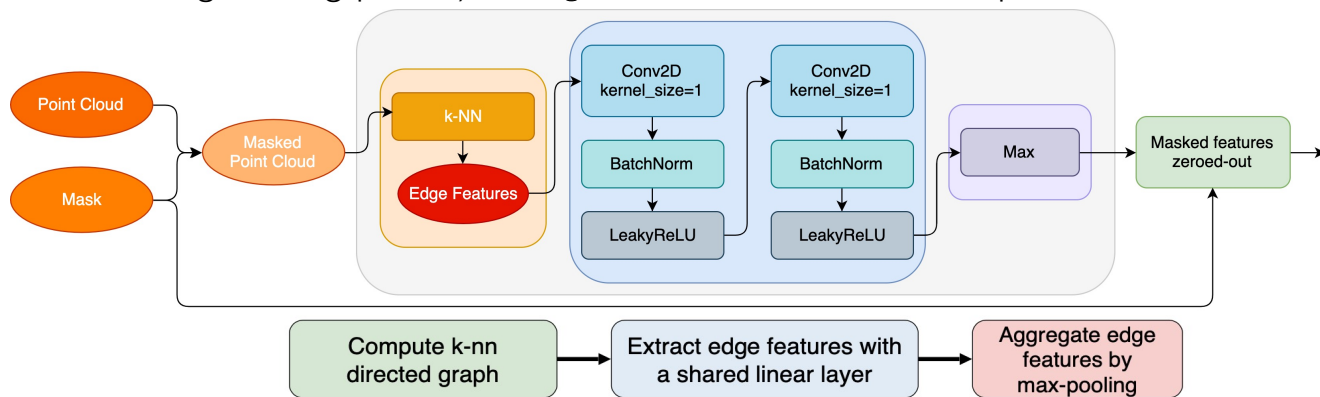 Point Cloud
Mask
Masked
Point Cloud
k-NN
Edge Features
Conv2D
kernel_size=1
BatchNorm
LeakyReLU
Conv2D
kernel_size=1
BatchNorm
LeakyReLU
Max
Masked features
zeroed-out
Compute k-nn
directed graph
Extract edge features with
a shared linear layer
Aggregate edge
features by
max-pooling